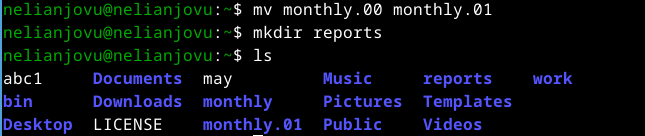 nelianjovu@nelianjovu:~$ mv monthly.00 monthly.01
nelianjovu@nelianjovu:~$ mkdir reports
nelianjovu@nelianjovu:~$ ls
abc1 Documents may Music reports work
bin Downloads monthly Pictures Templates
Desktop LICENSE monthly.01 Public Videos